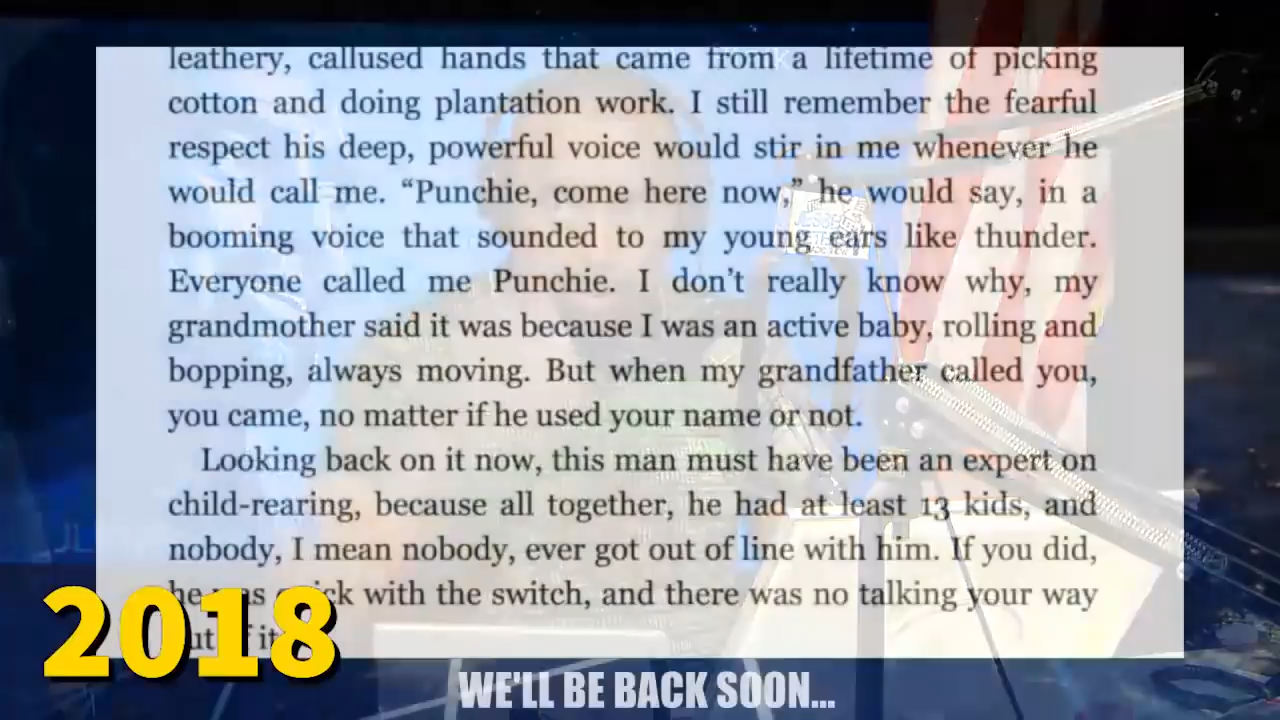 leathery, callused hands that came from a lifetime of picking
cotton and doing plantation work. I still remember the fearful
respect his deep, powerful voice would stir in me whenever he
would call me. “Punchie, come here now,” he would say, in a
booming voice that sounded to my young ears like thunder.
Everyone called me Punchie. I don’t really know why, my
grandmother said it was because I was an active baby, rolling and
bopping, always moving. But when my grandfather called you,
you came, no matter if he used your name or not.
Looking back on it now, this man must have been an expert on
child-rearing, because all together, he had at least 13 kids, and
nobody, I mean nobody, ever got out of line with him. If you did,
he with the switch, and there was no talking your way
it
2018
WE'LL BE BACK SOON...